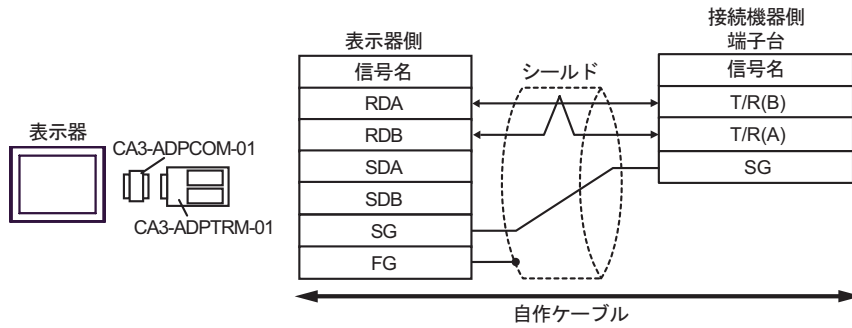 表示器
CA3-ADPCOM-01
CA3-ADPTRM-01
表示器側
信号名
RDA
RDB
SDA
SDB
SG
FG
シールド
接続機器側
端子台
信号名
T/R(B)
T/R(A)
SG
自作ケーブル